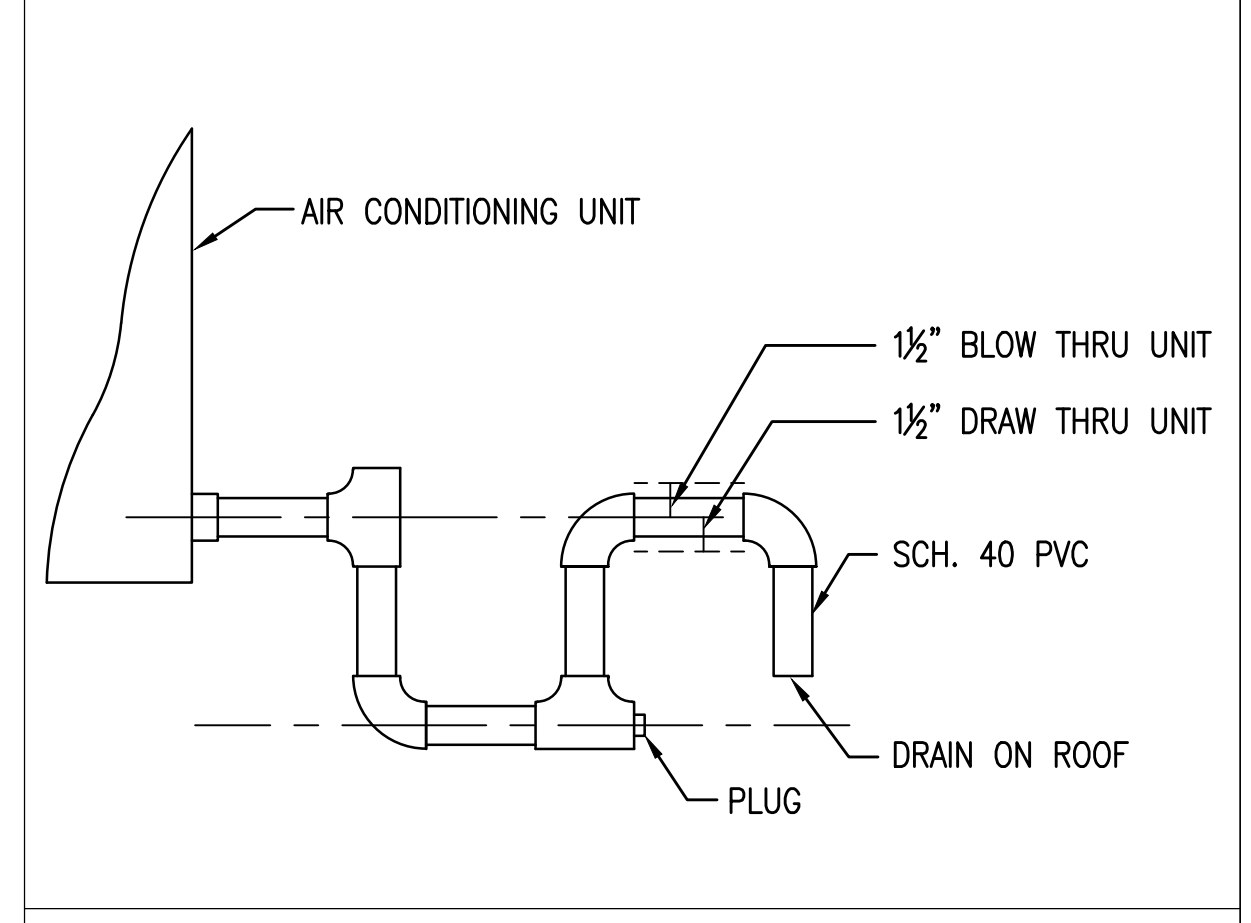 AIR CONDITIONING UNIT
1½” BLOW THRU UNIT
1½” DRAW THRU UNIT
SCH. 40 PVC
DRAIN ON ROOF
PLUG